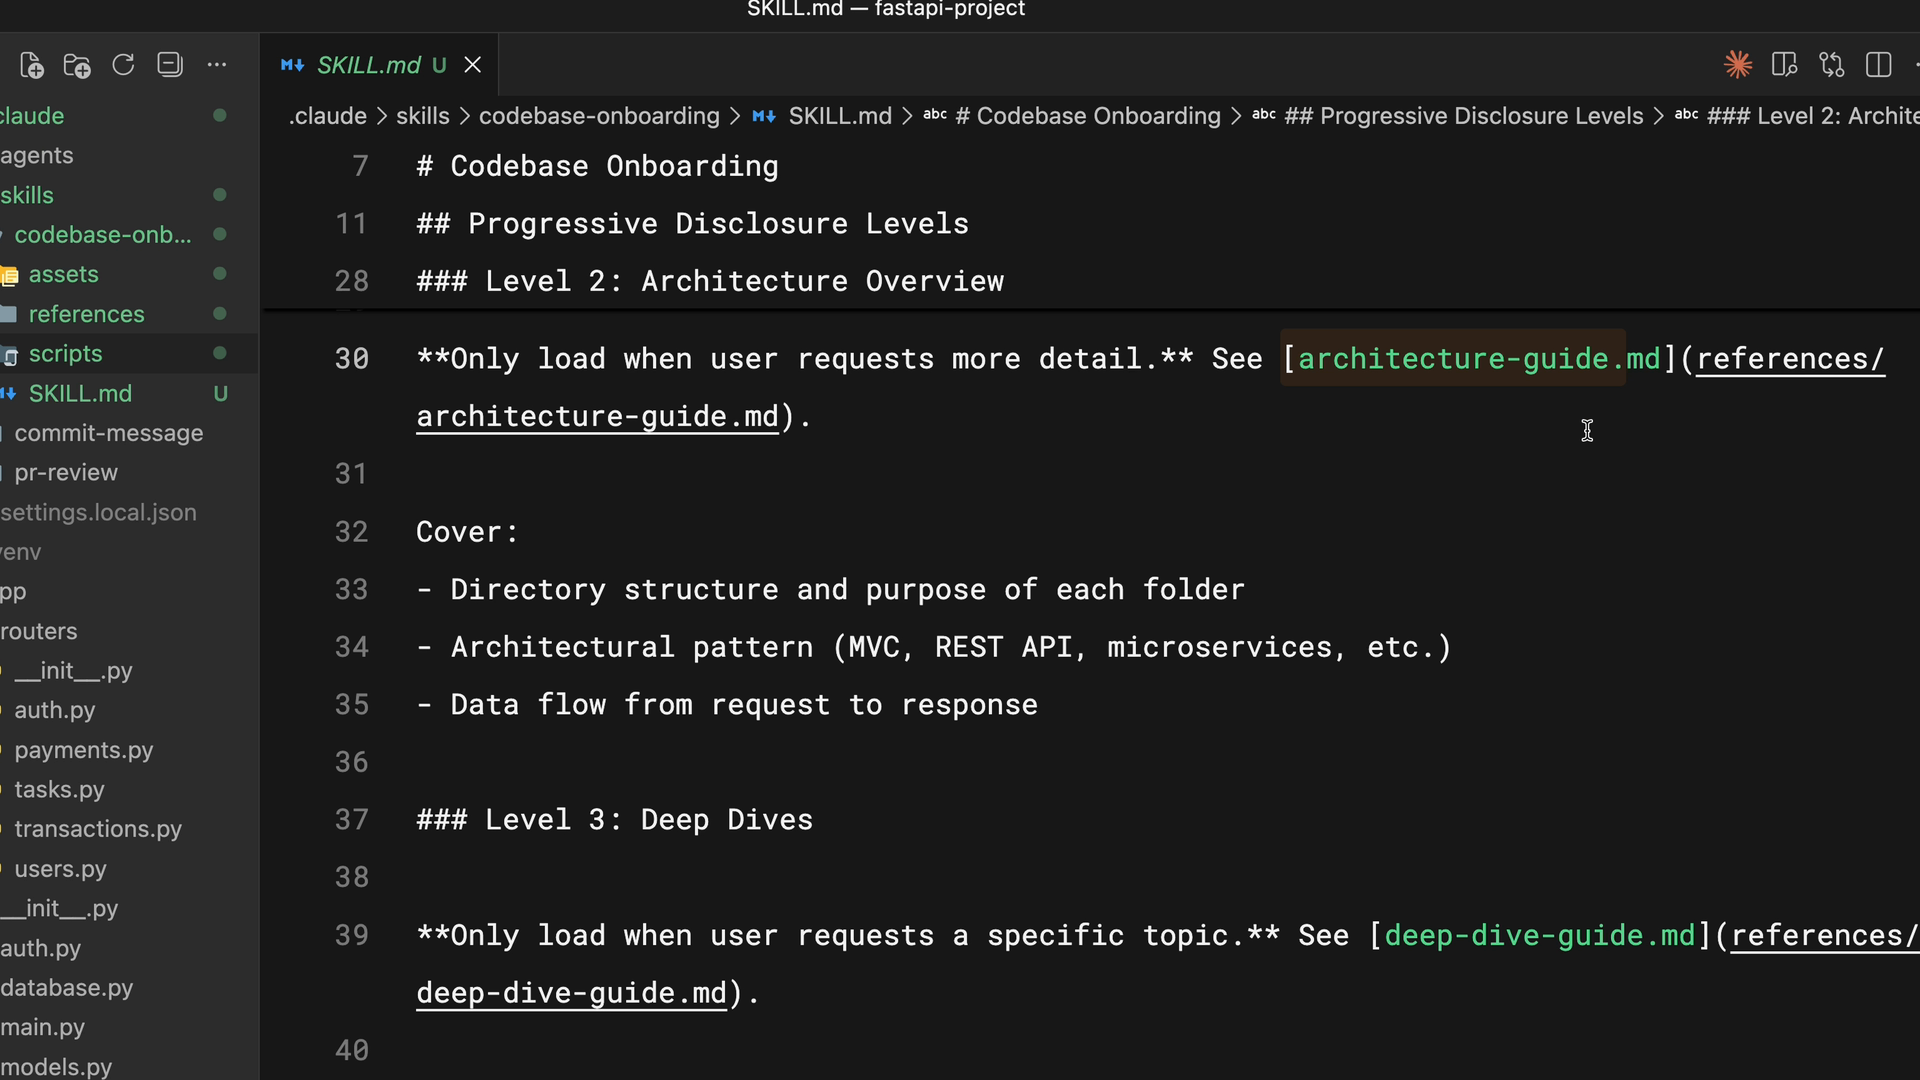 SKILL.md — fastapi-project
SKILL.md U
.claude > skills > codebase-onboarding > SKILL.md > abc # Codebase Onboarding > abc ## Progressive Disclosure Levels > abc ### Level 2: Archite
claude
agents
skills
codebase-onb...
assets
references
scripts
SKILL.md U
commit-message
pr-review
settings.local.json
venv
pp
routers
__init__.py
auth.py
payments.py
tasks.py
transactions.py
users.py
__init__.py
auth.py
database.py
main.py
models.py
7 # Codebase Onboarding
11 ## Progressive Disclosure Levels
28 ### Level 2: Architecture Overview
30 **Only load when user requests more detail.** See [architecture-guide.md](references/
architecture-guide.md).
31
32 Cover:
33 - Directory structure and purpose of each folder
34 - Architectural pattern (MVC, REST API, microservices, etc.)
35 - Data flow from request to response
36
37 ### Level 3: Deep Dives
38
39 **Only load when user requests a specific topic.** See [deep-dive-guide.md](references/
deep-dive-guide.md).
40